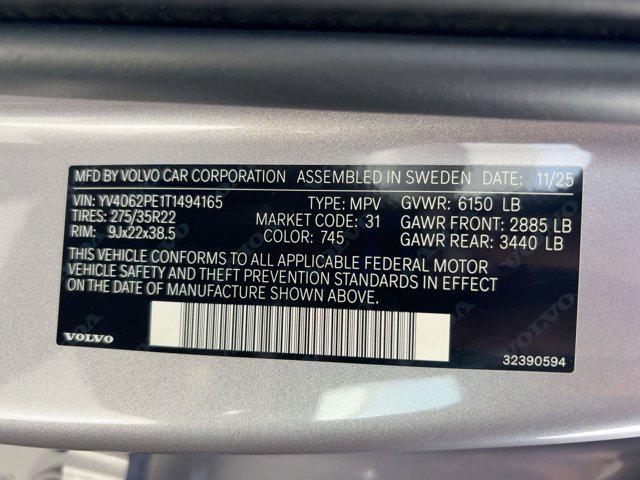 MFD BY VOLVO CAR CORPORATION ASSEMBLED IN SWEDEN DATE: 11/25
VIN: YV4062PE1T1494165 TYPE: MPV GVWR: 6150 LB
TIRES: 275/35R22 MARKET CODE: 31 GAWR FRONT: 2885 LB
RIM: 9Jx22x38.5 COLOR: 745 GAWR REAR: 3440 LB
THIS VEHICLE CONFORMS TO ALL APPLICABLE FEDERAL MOTOR
VEHICLE SAFETY AND THEFT PREVENTION STANDARDS IN EFFECT
ON THE DATE OF MANUFACTURE SHOWN ABOVE.
VOLVO
32390594